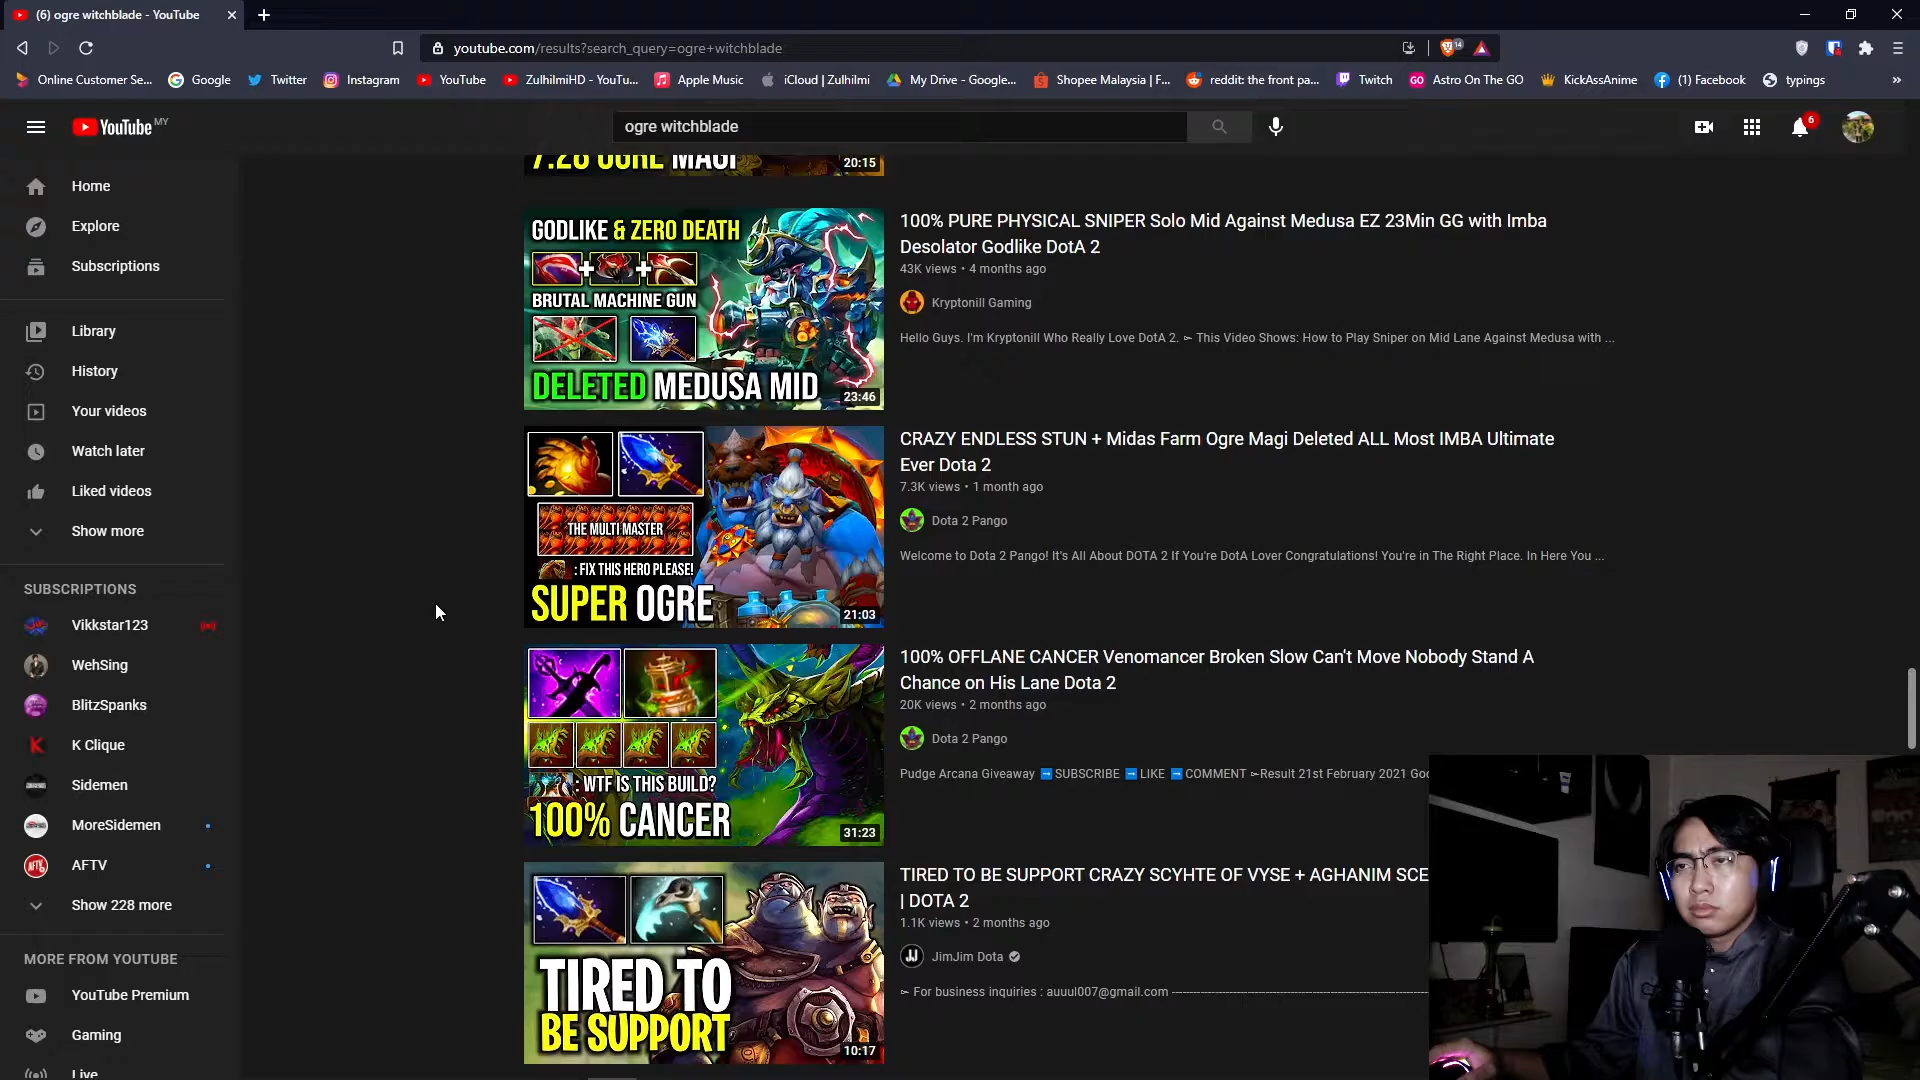 (6) ogre witchblade - YouTube
youtube.com/results?search_query=ogre+witchblade
14
Online Customer Se...
Google
Twitter
Instagram
YouTube
ZulhilmiHD - YouTu...
Apple Music
iCloud | Zulhilmi
My Drive - Google...
Shopee Malaysia | F...
reddit: the front pa...
Twitch
GO
Astro On The GO
KickAssAnime
(1) Facebook
typings
YouTube MY
ogre witchblade
6
Home
Explore
Subscriptions
Library
History
Your videos
Watch later
Liked videos
Show more
SUBSCRIPTIONS
Vikkstar123
WehSing
BlitzSpanks
K Clique
Sidemen
MoreSidemen
AFTV
Show 228 more
MORE FROM YOUTUBE
YouTube Premium
Gaming
Live
7.28 OGRE MAGI
20:15
GODLIKE & ZERO DEATH
BRUTAL MACHINE GUN
DELETED MEDUSA MID
23:46
100% PURE PHYSICAL SNIPER Solo Mid Against Medusa EZ 23Min GG with Imba
Desolator Godlike DotA 2
43K views • 4 months ago
Kryptonill Gaming
Hello Guys. I'm Kryptonill Who Really Love DotA 2. ► This Video Shows: How to Play Sniper on Mid Lane Against Medusa with ...
THE MULTI MASTER
: FIX THIS HERO PLEASE!
SUPER OGRE
21:03
CRAZY ENDLESS STUN + Midas Farm Ogre Magi Deleted ALL Most IMBA Ultimate
Ever Dota 2
7.3K views • 1 month ago
Dota 2 Pango
Welcome to Dota 2 Pango! It's All About DOTA 2 If You're DotA Lover Congratulations! You're in The Right Place. In Here You ...
: WTF IS THIS BUILD?
100% CANCER
31:23
100% OFFLANE CANCER Venomancer Broken Slow Can't Move Nobody Stand A
Chance on His Lane Dota 2
20K views • 2 months ago
Dota 2 Pango
Pudge Arcana Giveaway ➡ SUBSCRIBE ➡ LIKE ➡ COMMENT ►Result 21st February 2021 Goo
TIRED TO
BE SUPPORT
10:17
TIRED TO BE SUPPORT CRAZY SCYHTE OF VYSE + AGHANIM SCE
| DOTA 2
1.1K views • 2 months ago
JimJim Dota
► For business inquiries : auuul007@gmail.com ----------